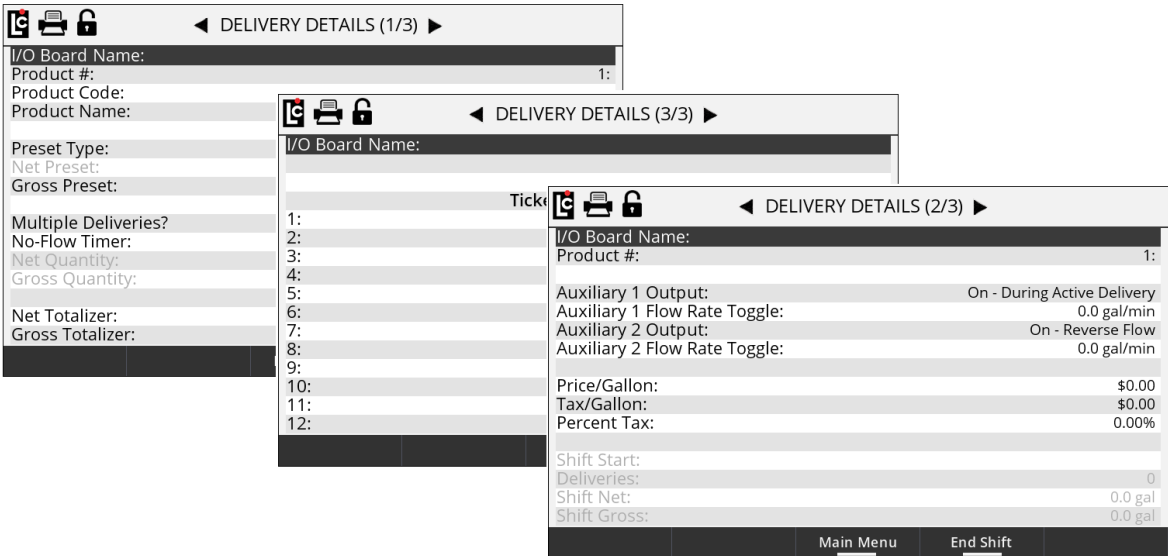 LC
◀ DELIVERY DETAILS (1/3) ▶
I/O Board Name:
Product #: 1:
Product Code:
Product Name:
Preset Type:
Net Preset:
Gross Preset:
Multiple Deliveries?
No-Flow Timer:
Net Quantity:
Gross Quantity:
Net Totalizer:
Gross Totalizer:
LC
◀ DELIVERY DETAILS (3/3) ▶
I/O Board Name:
Ticke
1:
2:
3:
4:
5:
6:
7:
8:
9:
10:
11:
12:
LC
◀ DELIVERY DETAILS (2/3) ▶
I/O Board Name:
Product #: 1:
Auxiliary 1 Output: On - During Active Delivery
Auxiliary 1 Flow Rate Toggle: 0.0 gal/min
Auxiliary 2 Output: On - Reverse Flow
Auxiliary 2 Flow Rate Toggle: 0.0 gal/min
Price/Gallon: $0.00
Tax/Gallon: $0.00
Percent Tax: 0.00%
Shift Start:
Deliveries: 0
Shift Net: 0.0 gal
Shift Gross: 0.0 gal
Main Menu End Shift